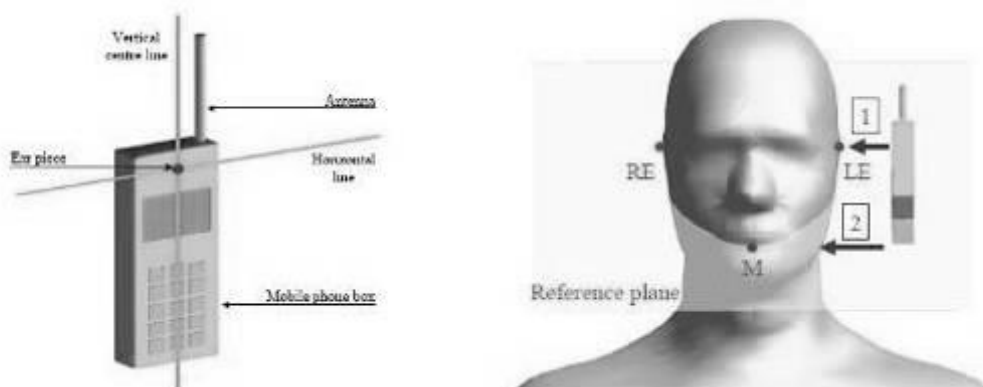 Vertical
centre line
Antenna
Ear piece
Horizontal
line
Mobile phone box
1
RE
LE
2
M
Reference plane